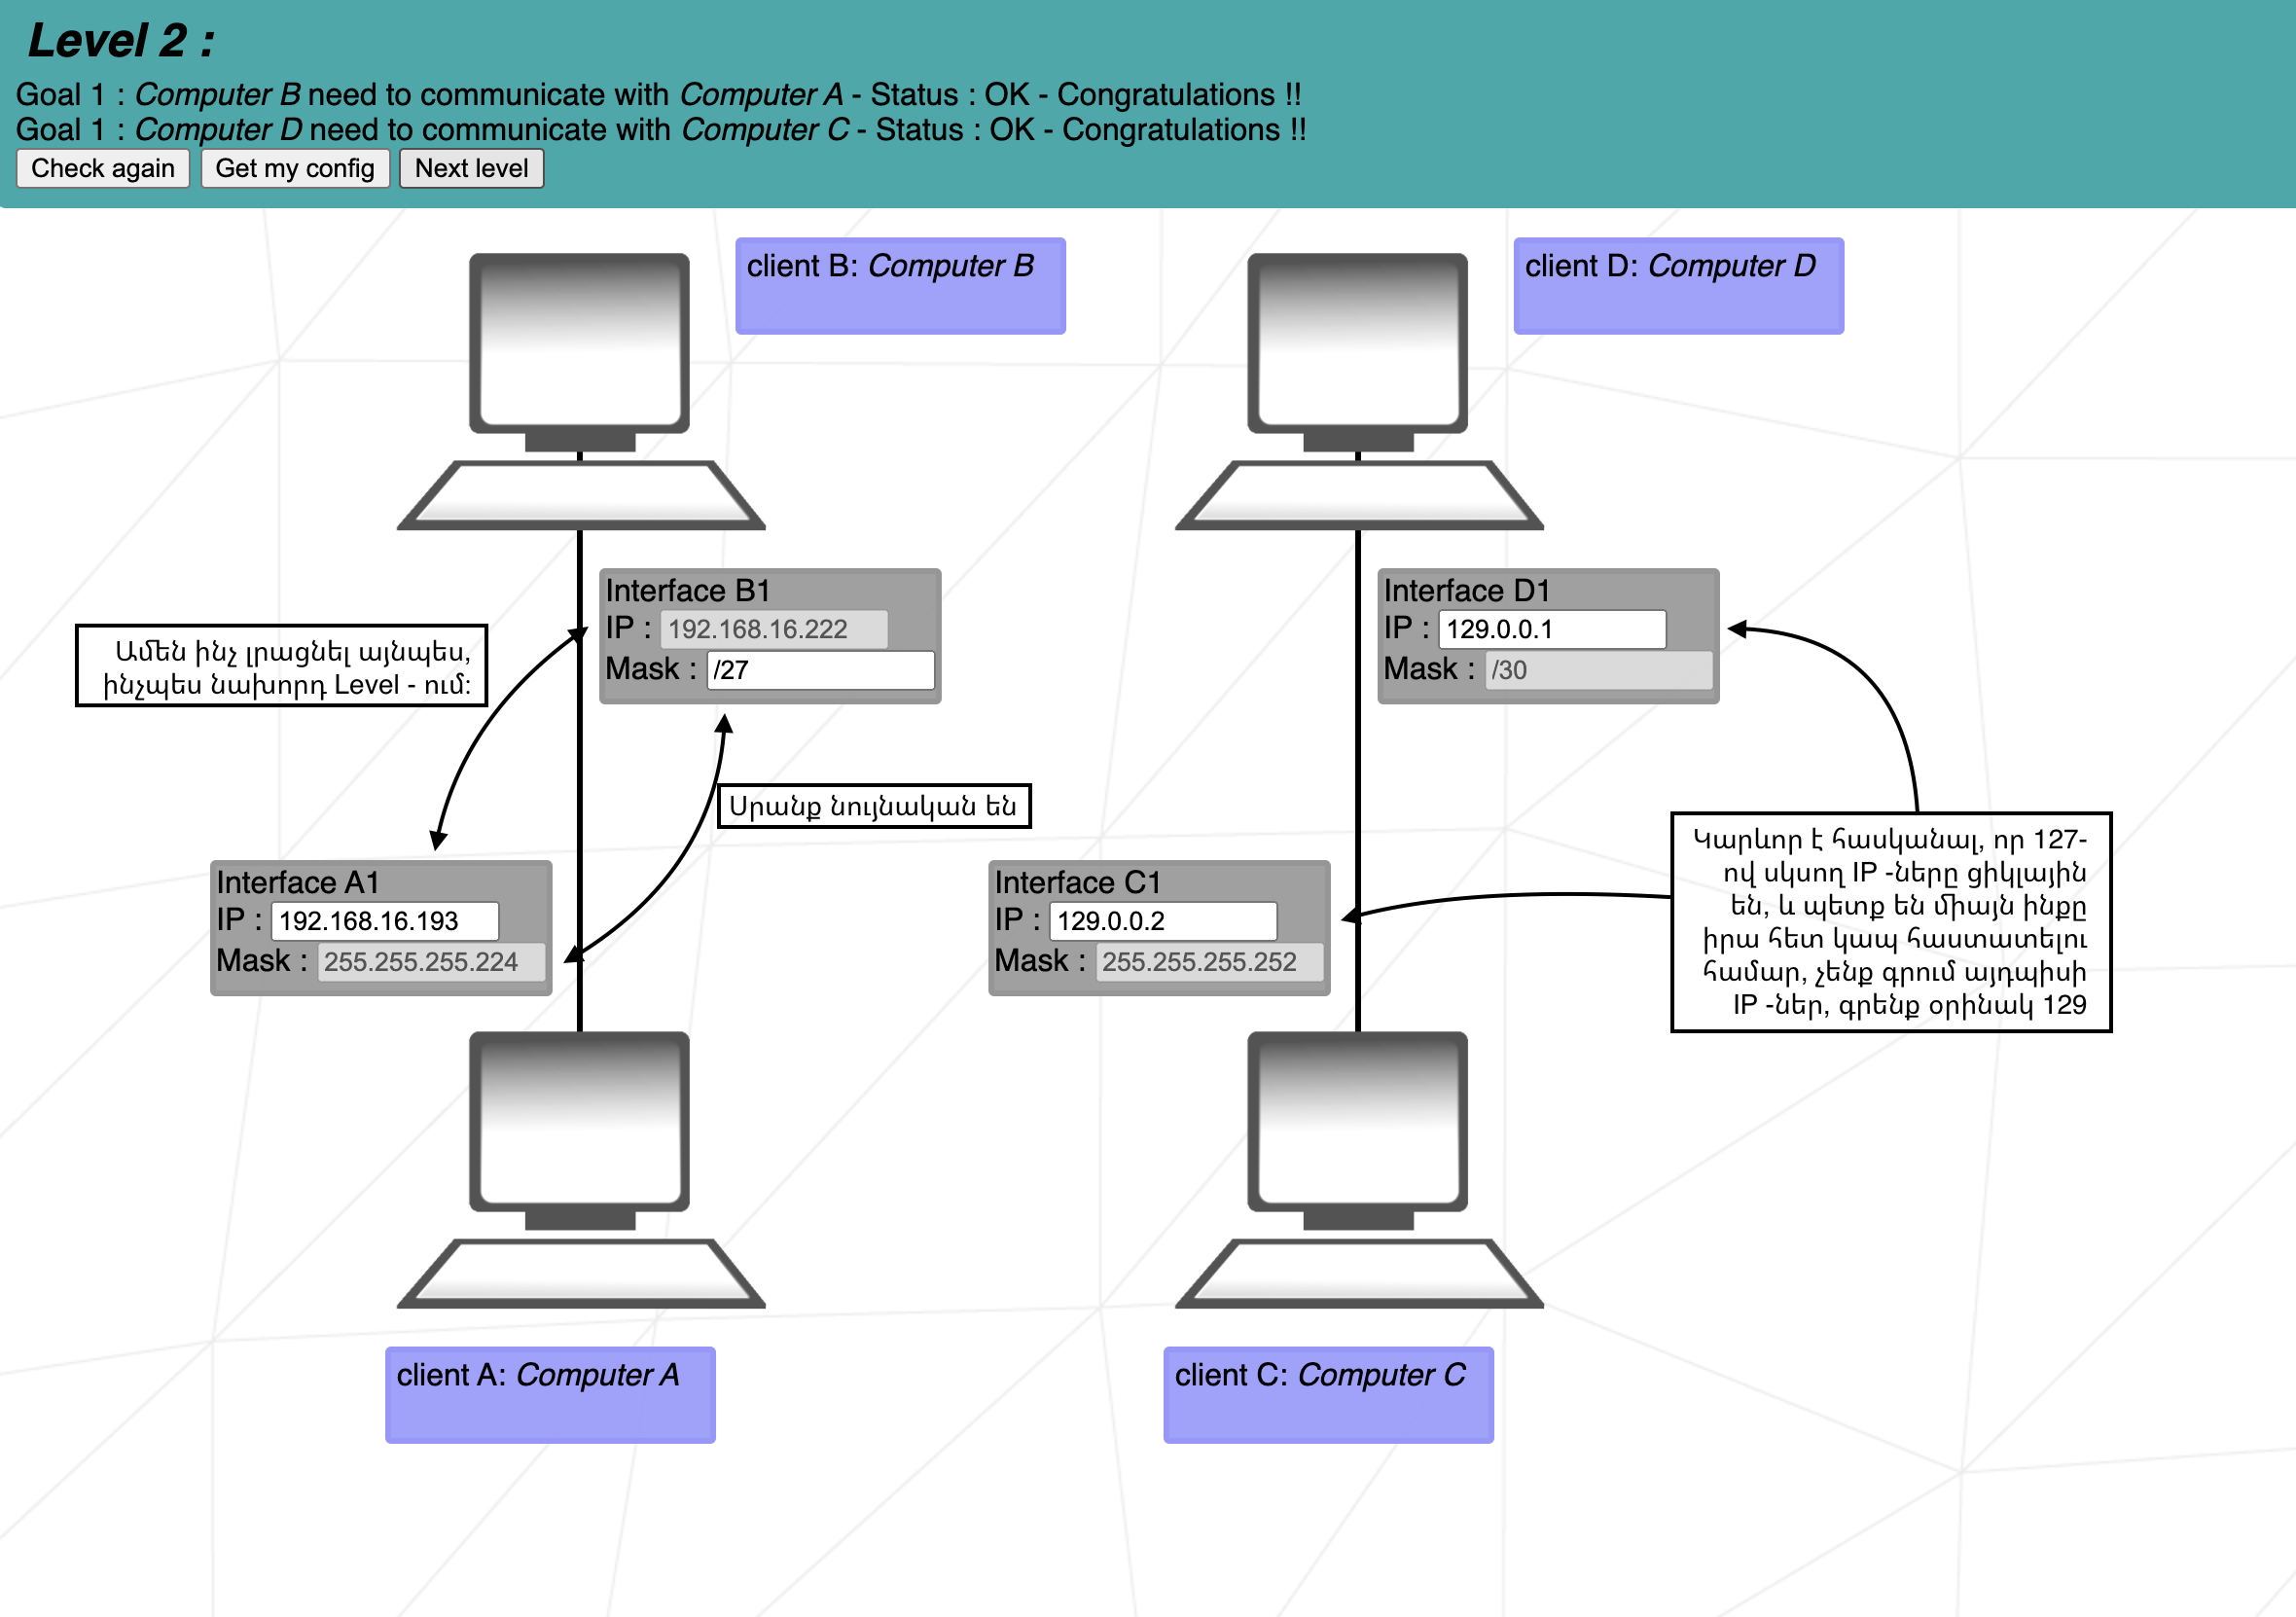 Level 2 :
Goal 1 : Computer B need to communicate with Computer A - Status : OK - Congratulations !!
Goal 1 : Computer D need to communicate with Computer C - Status : OK - Congratulations !!
Check again
Get my config
Next level
client B: Computer B
client D: Computer D
Interface B1
IP : 192.168.16.222
Mask : /27
Interface D1
IP : 129.0.0.1
Mask : /30
Ամեն ինչ լրացնել այնպես,
ինչպես նախորդ Level - ում:
Սրանք նույնական են
Կարևոր է հասկանալ, որ 127-
ով սկսող IP -ները ցիկլային
են, և պետք են միայն ինքը
իրա հետ կապ հաստատելու
համար, չենք գրում այդպիսի
IP -ներ, գրենք օրինակ 129
Interface A1
IP : 192.168.16.193
Mask : 255.255.255.224
Interface C1
IP : 129.0.0.2
Mask : 255.255.255.252
client A: Computer A
client C: Computer C